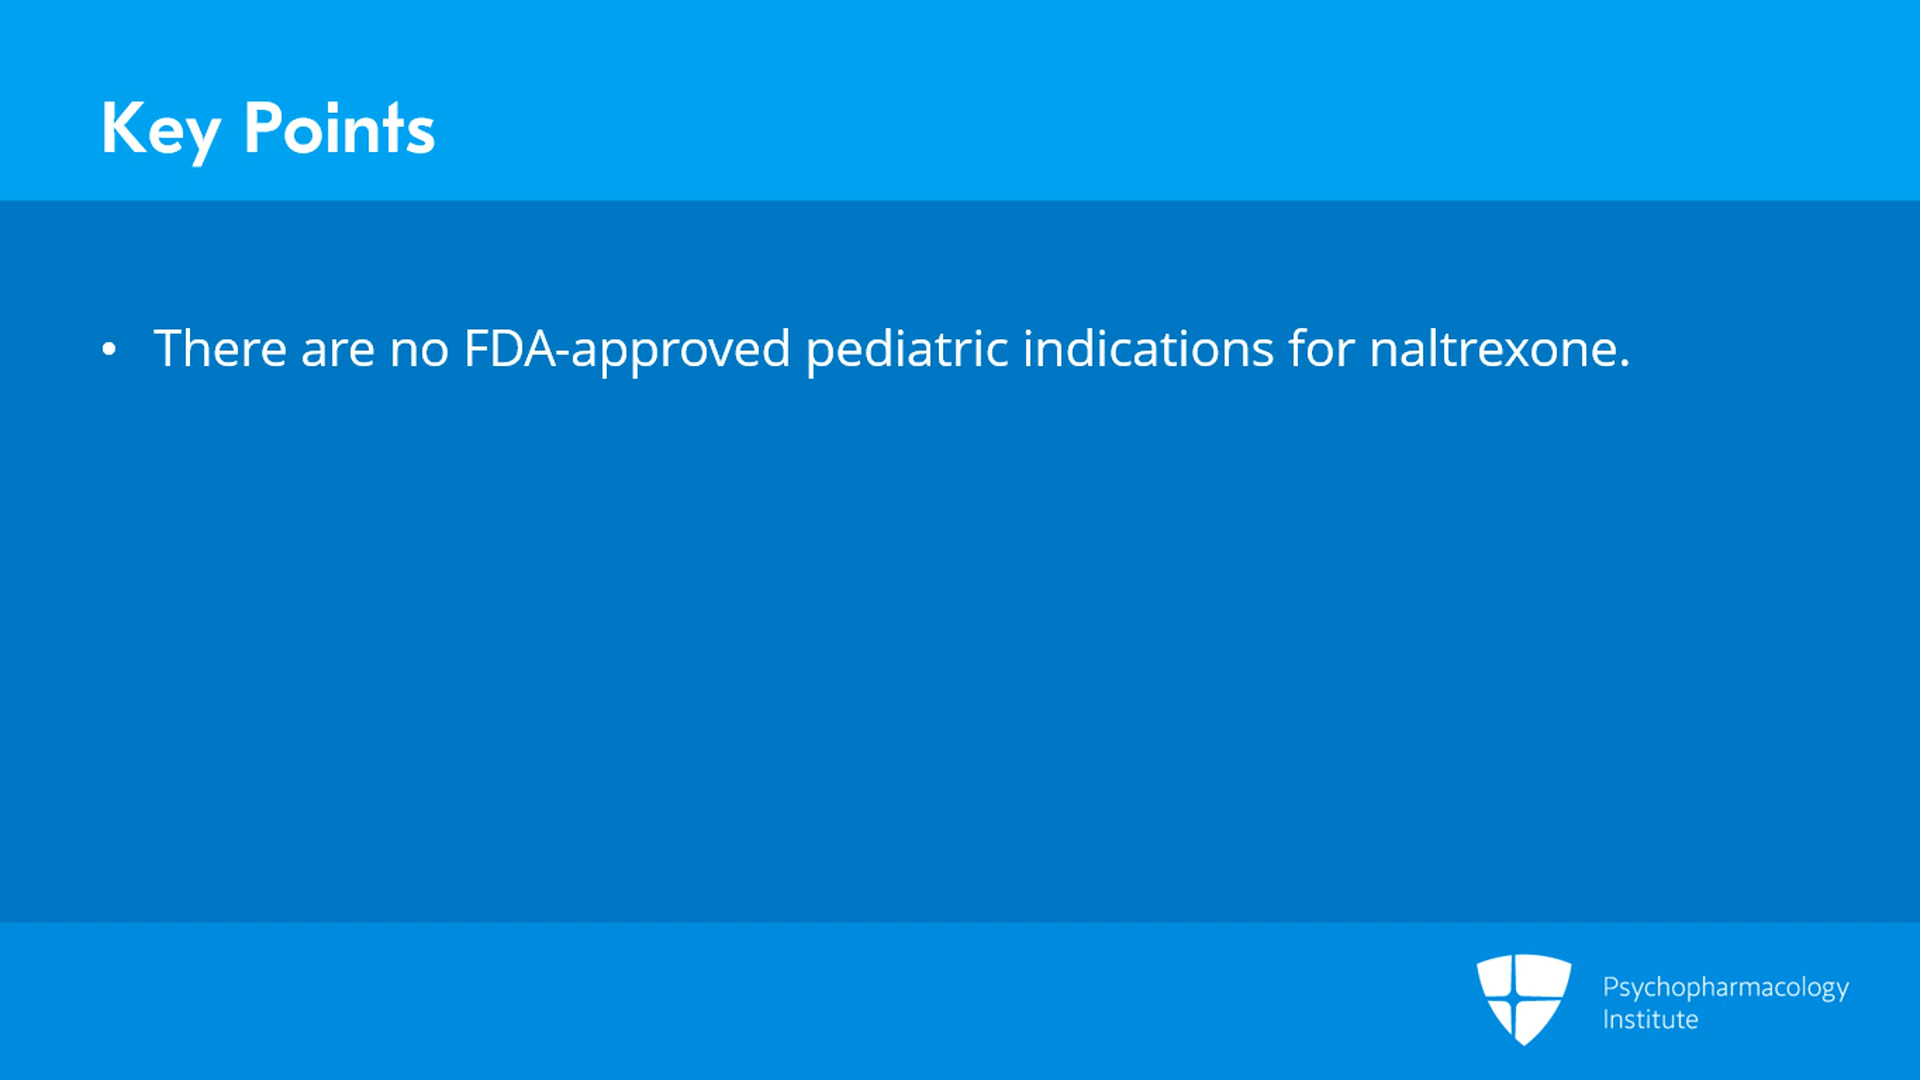 Key Points
• There are no FDA-approved pediatric indications for naltrexone.
Psychopharmacology
Institute